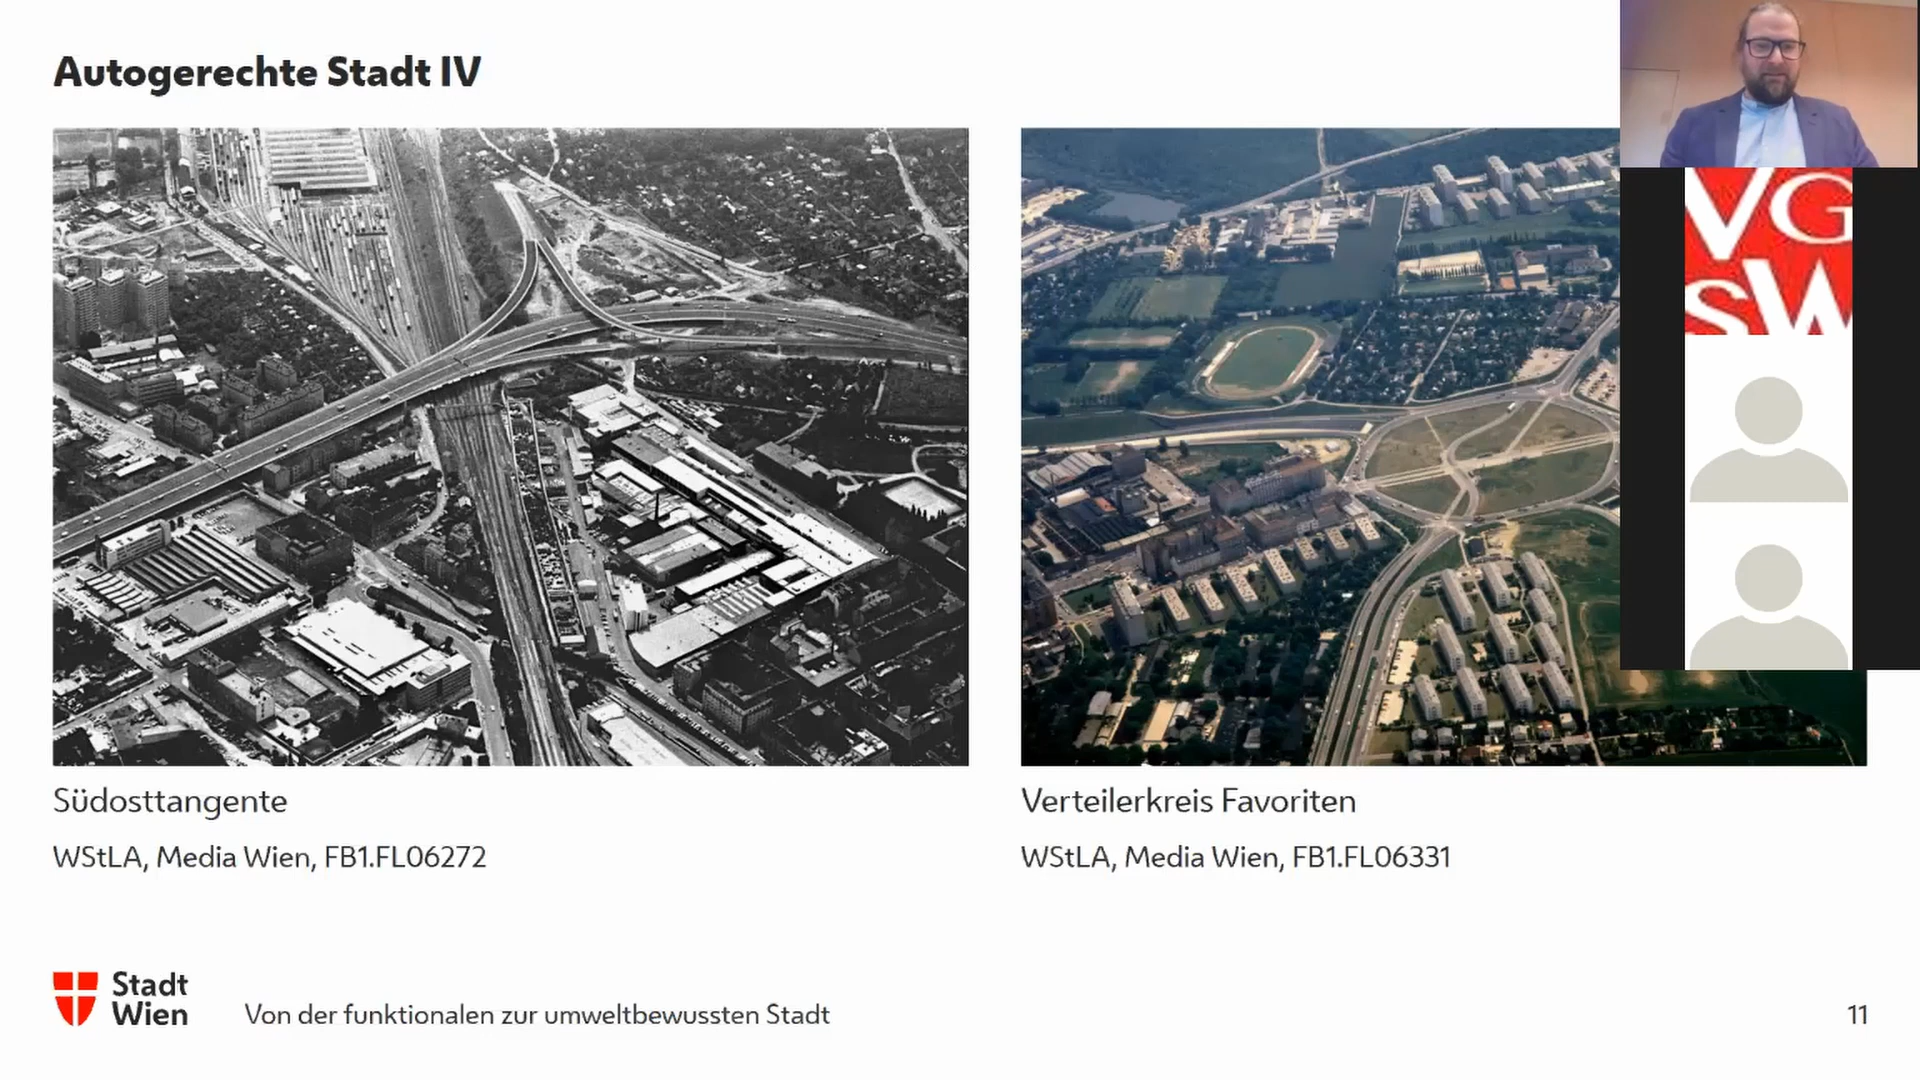 Autogerechte Stadt IV
VG
SW
Südosttangente
WStLA, Media Wien, FB1.FL06272
Verteilerkreis Favoriten
WStLA, Media Wien, FB1.FL06331
Stadt
Wien
Von der funktionalen zur umweltbewussten Stadt
11